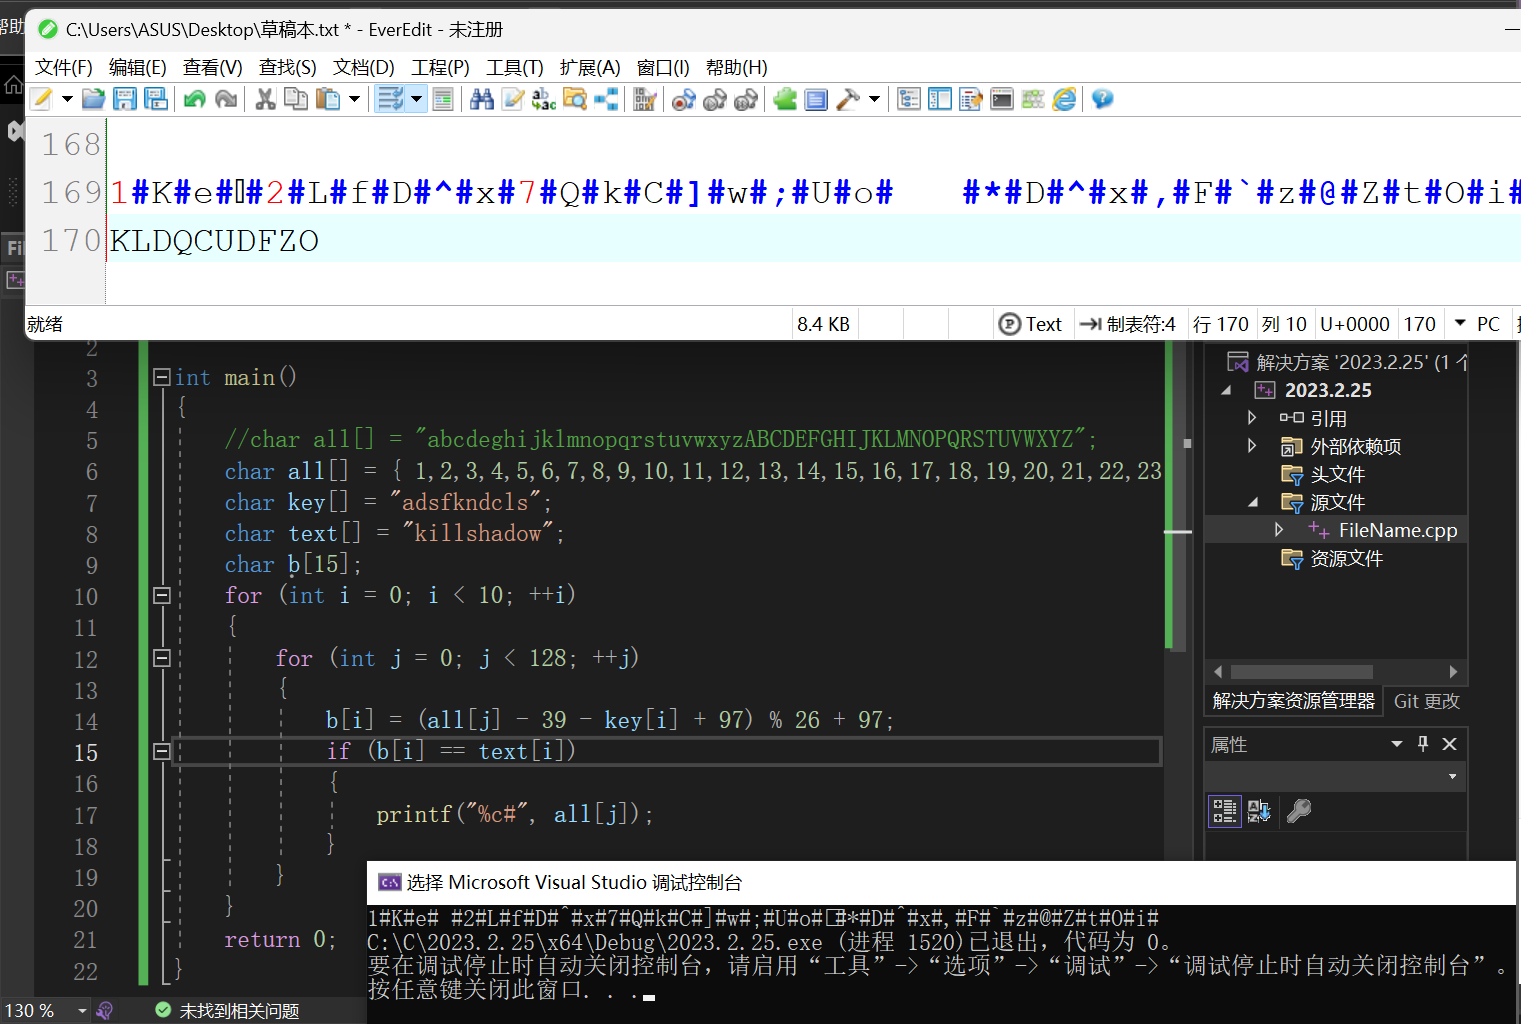 帮助
C:\Users\ASUS\Desktop\草稿本.txt * - EverEdit - 未注册
文件(F) 编辑(E) 查看(V) 查找(S) 文档(D) 工程(P) 工具(T) 扩展(A) 窗口(I) 帮助(H)
168
169 1#K#e#▯#2#L#f#D#^#x#7#Q#k#C#]#w#;#U#o#    #*#D#^#x#,#F#`#z#@#Z#t#O#i#
170 KLDQCUDFZO
就绪 8.4 KB Text 制表符:4 行 170 列 10 U+0000 170 PC
2
3 int main()
4 {
5 //char all[] = "abcdeghijklmnopqrstuvwxyzABCDEFGHIJKLMNOPQRSTUVWXYZ";
6 char all[] = { 1,2,3,4,5,6,7,8,9,10,11,12,13,14,15,16,17,18,19,20,21,22,23
7 char key[] = "adsfkndcls";
8 char text[] = "killshadow";
9 char b[15];
10 for (int i = 0; i < 10; ++i)
11 {
12 for (int j = 0; j < 128; ++j)
13 {
14 b[i] = (all[j] - 39 - key[i] + 97) % 26 + 97;
15 if (b[i] == text[i])
16 {
17 printf("%c#", all[j]);
18 }
19 }
20 }
21 return 0;
22 }
130 % 未找到相关问题
解决方案 '2023.2.25' (1 个
2023.2.25
引用
外部依赖项
头文件
源文件
FileName.cpp
资源文件
解决方案资源管理器 Git 更改
属性
选择 Microsoft Visual Studio 调试控制台
1#K#e# #2#L#f#D#^#x#7#Q#k#C#]#w#;#U#o#▯#*#D#^#x#,#F#`#z#@#Z#t#O#i#
C:\C\2023.2.25\x64\Debug\2023.2.25.exe (进程 1520)已退出，代码为 0。
要在调试停止时自动关闭控制台，请启用“工具”->“选项”->“调试”->“调试停止时自动关闭控制台”。
按任意键关闭此窗口. . .